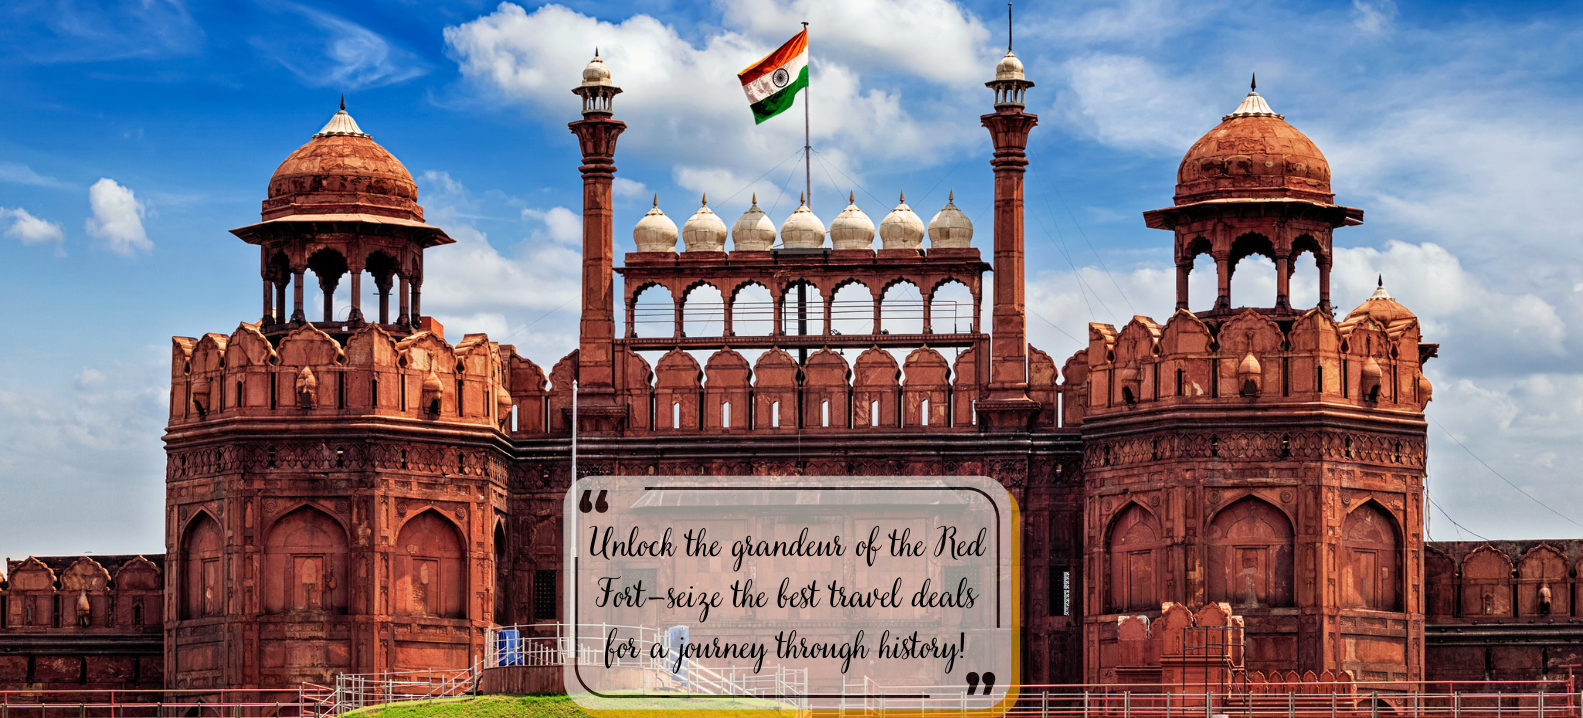 “
Unlock the grandeur of the Red
Fort–seize the best travel deals
for a journey through history!
”